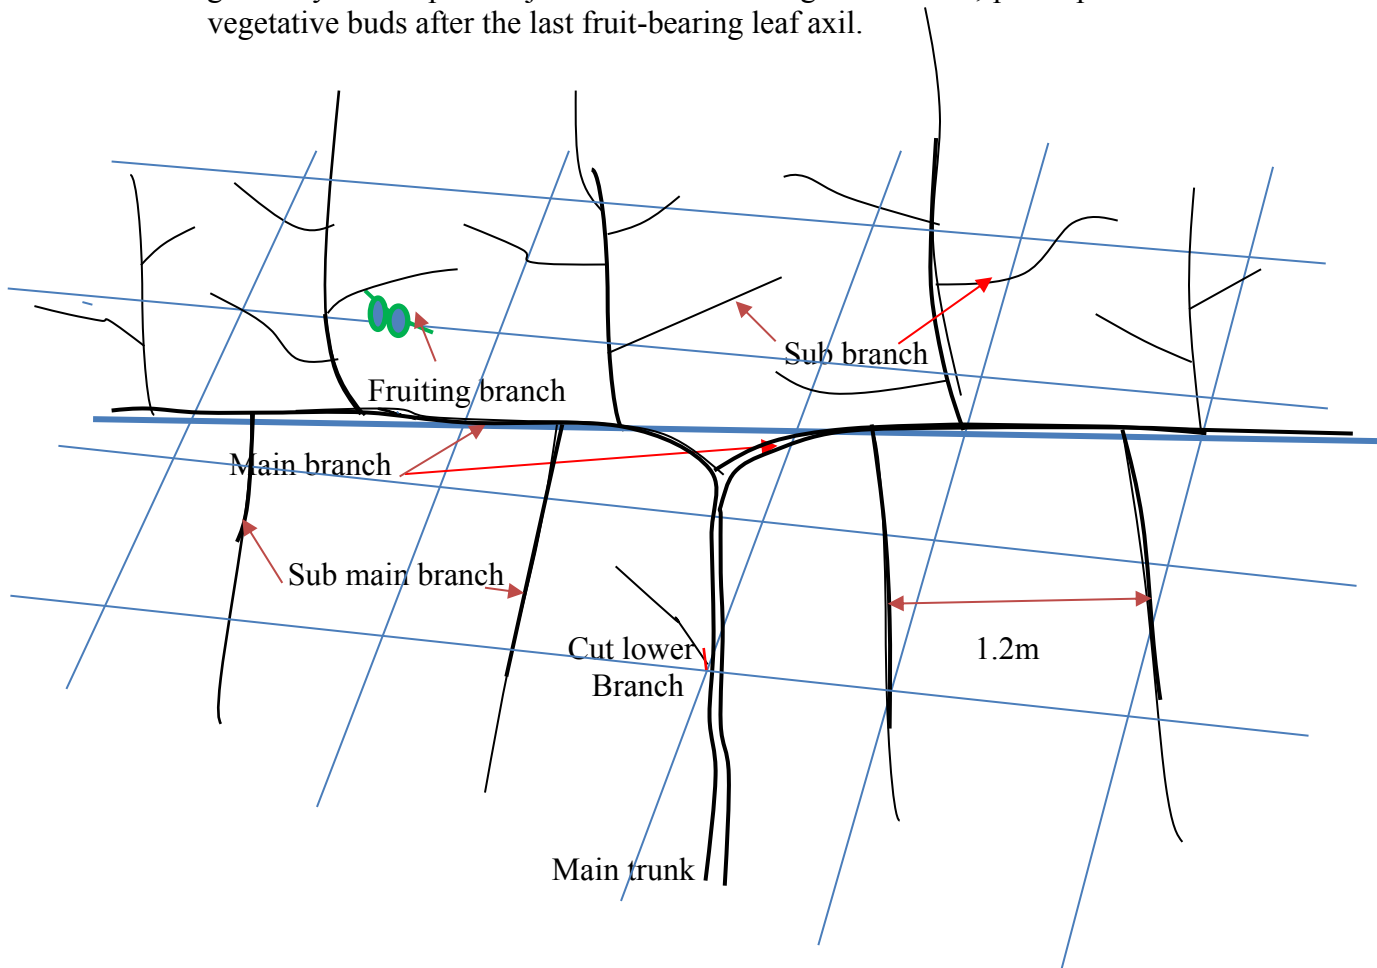 vegetative buds after the last fruit-bearing leaf axil.
Sub branch
Fruiting branch
Main branch
Sub main branch
Cut lower
Branch
1.2m
Main trunk